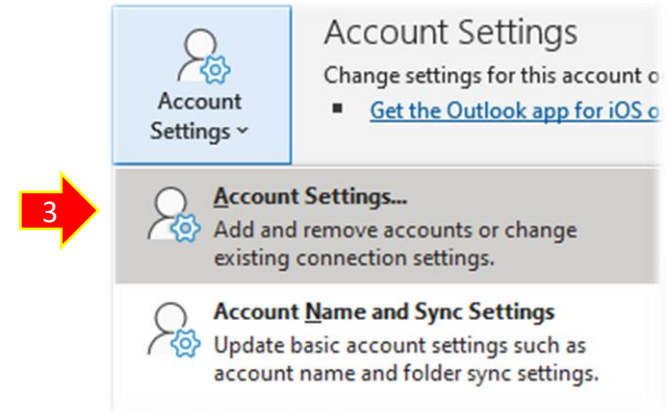 Account
Settings
Account Settings
Change settings for this account o
Get the Outlook app for iOS o
3
Account Settings...
Add and remove accounts or change
existing connection settings.
Account Name and Sync Settings
Update basic account settings such as
account name and folder sync settings.